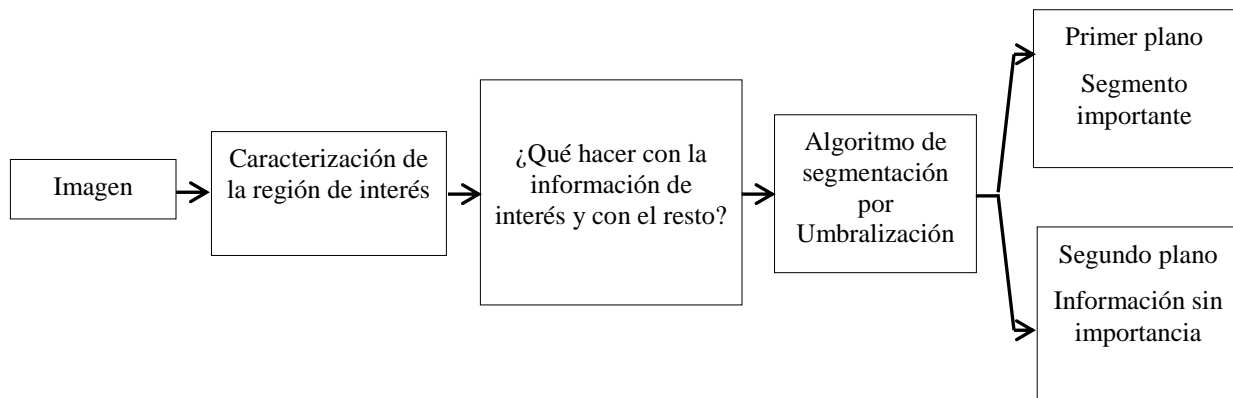 Imagen
Caracterización de
la región de interés
¿Qué hacer con la
información de
interés y con el resto?
Algoritmo de
segmentación
por
Umbralización
Primer plano
Segmento
importante
Segundo plano
Información sin
importancia